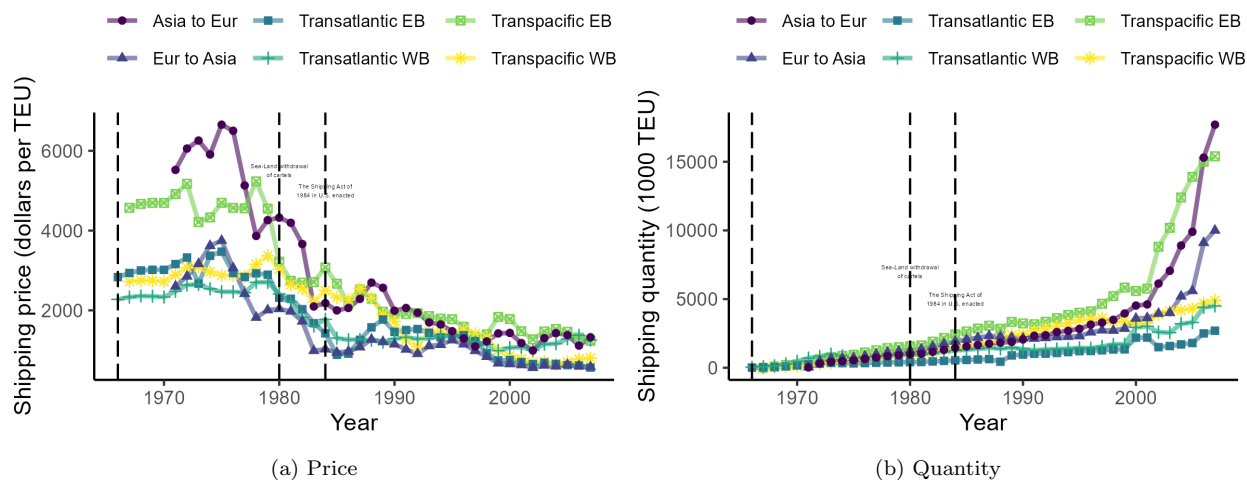 Asia to Eur Transatlantic EB Transpacific EB
Eur to Asia Transatlantic WB Transpacific WB
Shipping price (dollars per TEU)
6000
4000
2000
Sea-Land withdrawal
of cartels
The Shipping Act of
1984 in U.S. enacted
1970 1980 1990 2000
Year
(a) Price
Asia to Eur Transatlantic EB Transpacific EB
Eur to Asia Transatlantic WB Transpacific WB
Shipping quantity (1000 TEU)
15000
10000
5000
0
Sea-Land withdrawal
of cartels
The Shipping Act of
1984 in U.S. enacted
1970 1980 1990 2000
Year
(b) Quantity